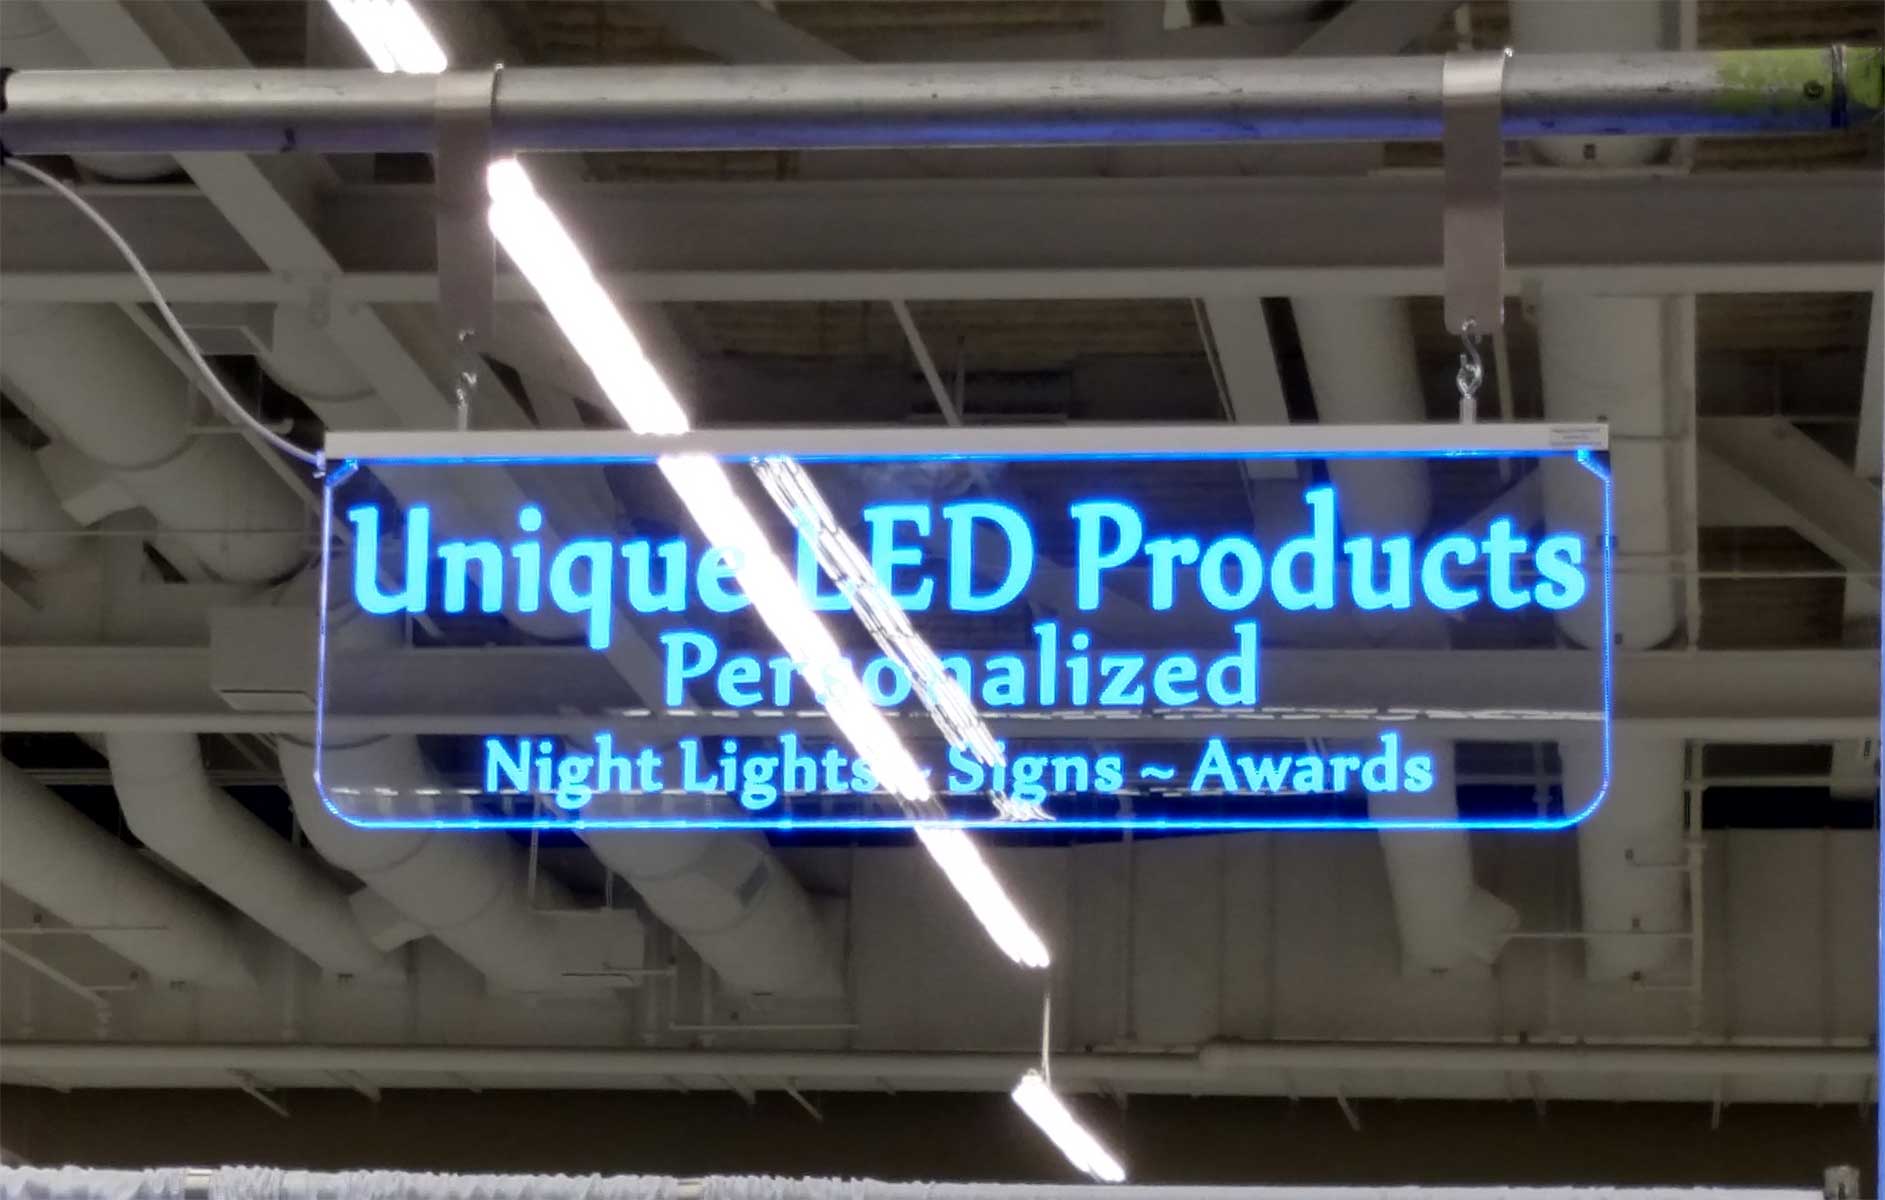 Unique LED Products
Personalized
Night Lights ~ Signs ~ Awards